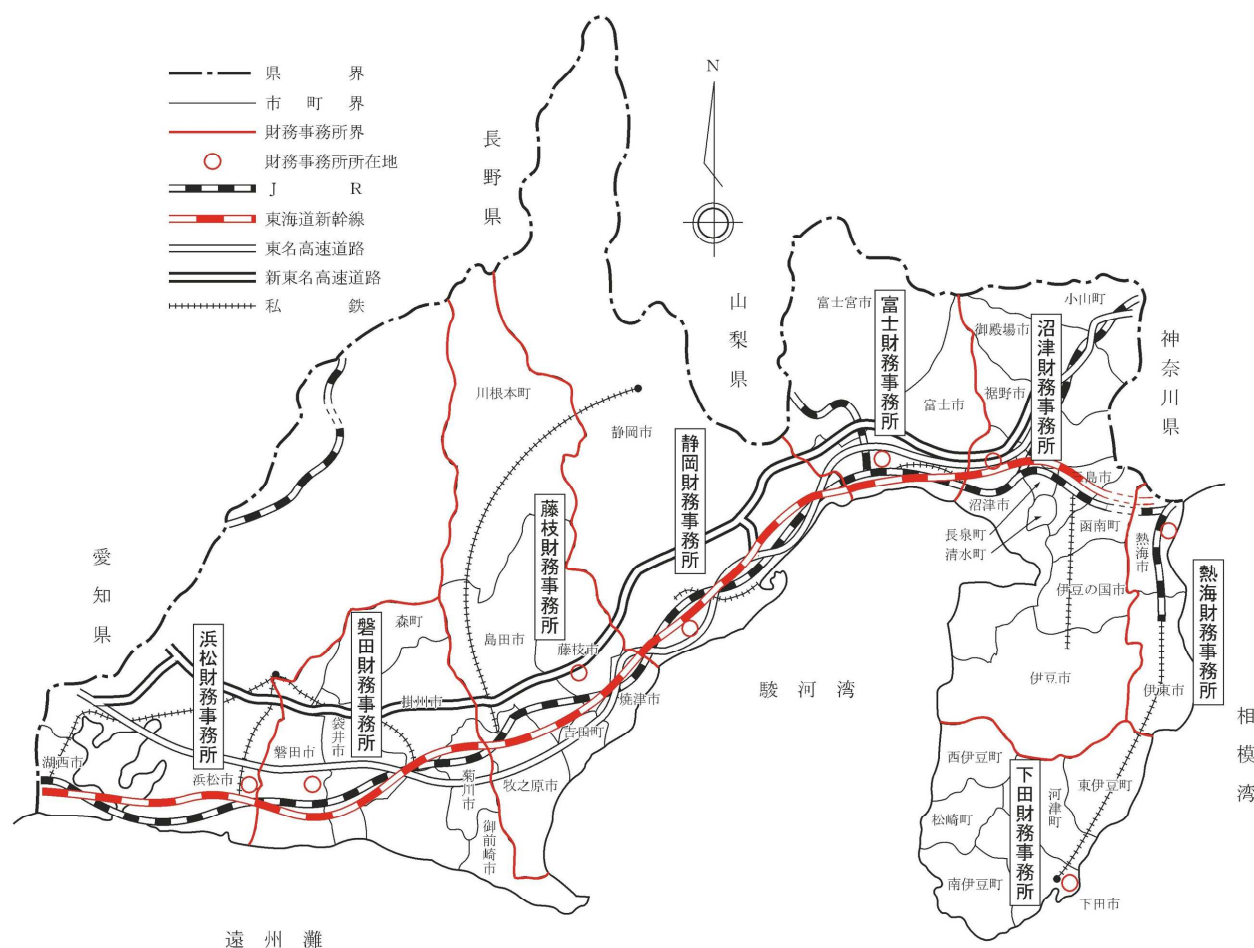 県界
市町界
財務事務所界
財務事務所所在地
JR
東海道新幹線
東名高速道路
新東名高速道路
私鉄
N
長野県
山梨県
神奈川県
愛知県
駿河湾
相模湾
遠州灘
富士財務事務所
沼津財務事務所
静岡財務事務所
藤枝財務事務所
磐田財務事務所
浜松財務事務所
熱海財務事務所
下田財務事務所
富士宮市
小山町
御殿場市
裾野市
富士市
川根本町
静岡市
島市
沼津市
長泉町
清水町
函南町
熱海市
伊豆の国市
伊豆市
伊東市
森町
島田市
藤枝市
焼津市
掛川市
袋井市
磐田市
吉田町
湖西市
浜松市
菊川市
牧之原市
御前崎市
西伊豆町
東伊豆町
河津町
松崎町
南伊豆町
下田市